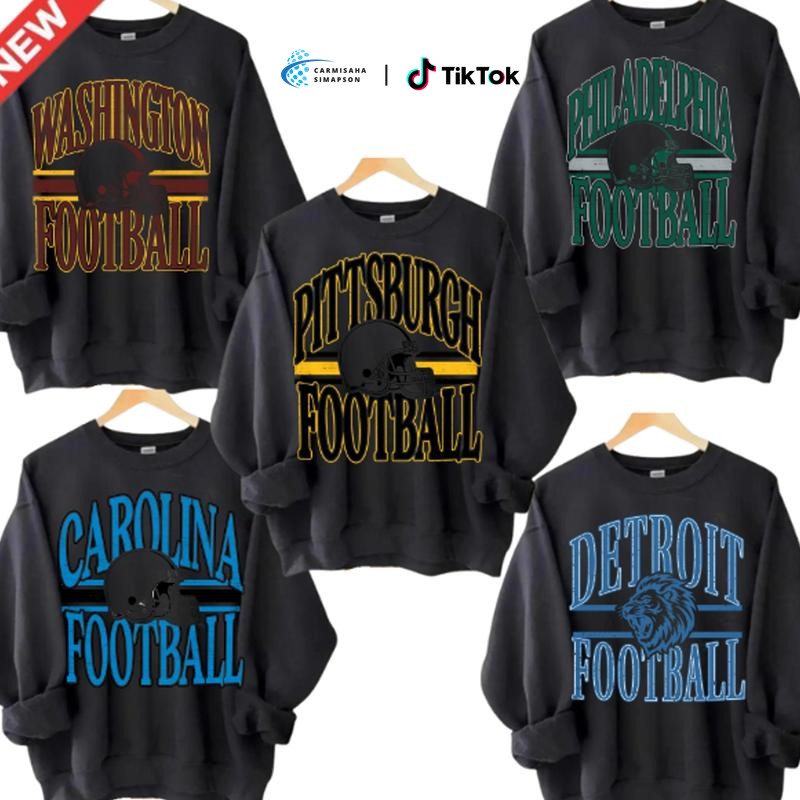 NEW
CARMISAHA
SIMAPSON
|
TikTok
WASHINGTON
FOOTBALL
PHILADELPHIA
FOOTBALL
PITTSBURGH
FOOTBALL
CAROLINA
FOOTBALL
DETROIT
FOOTBALL